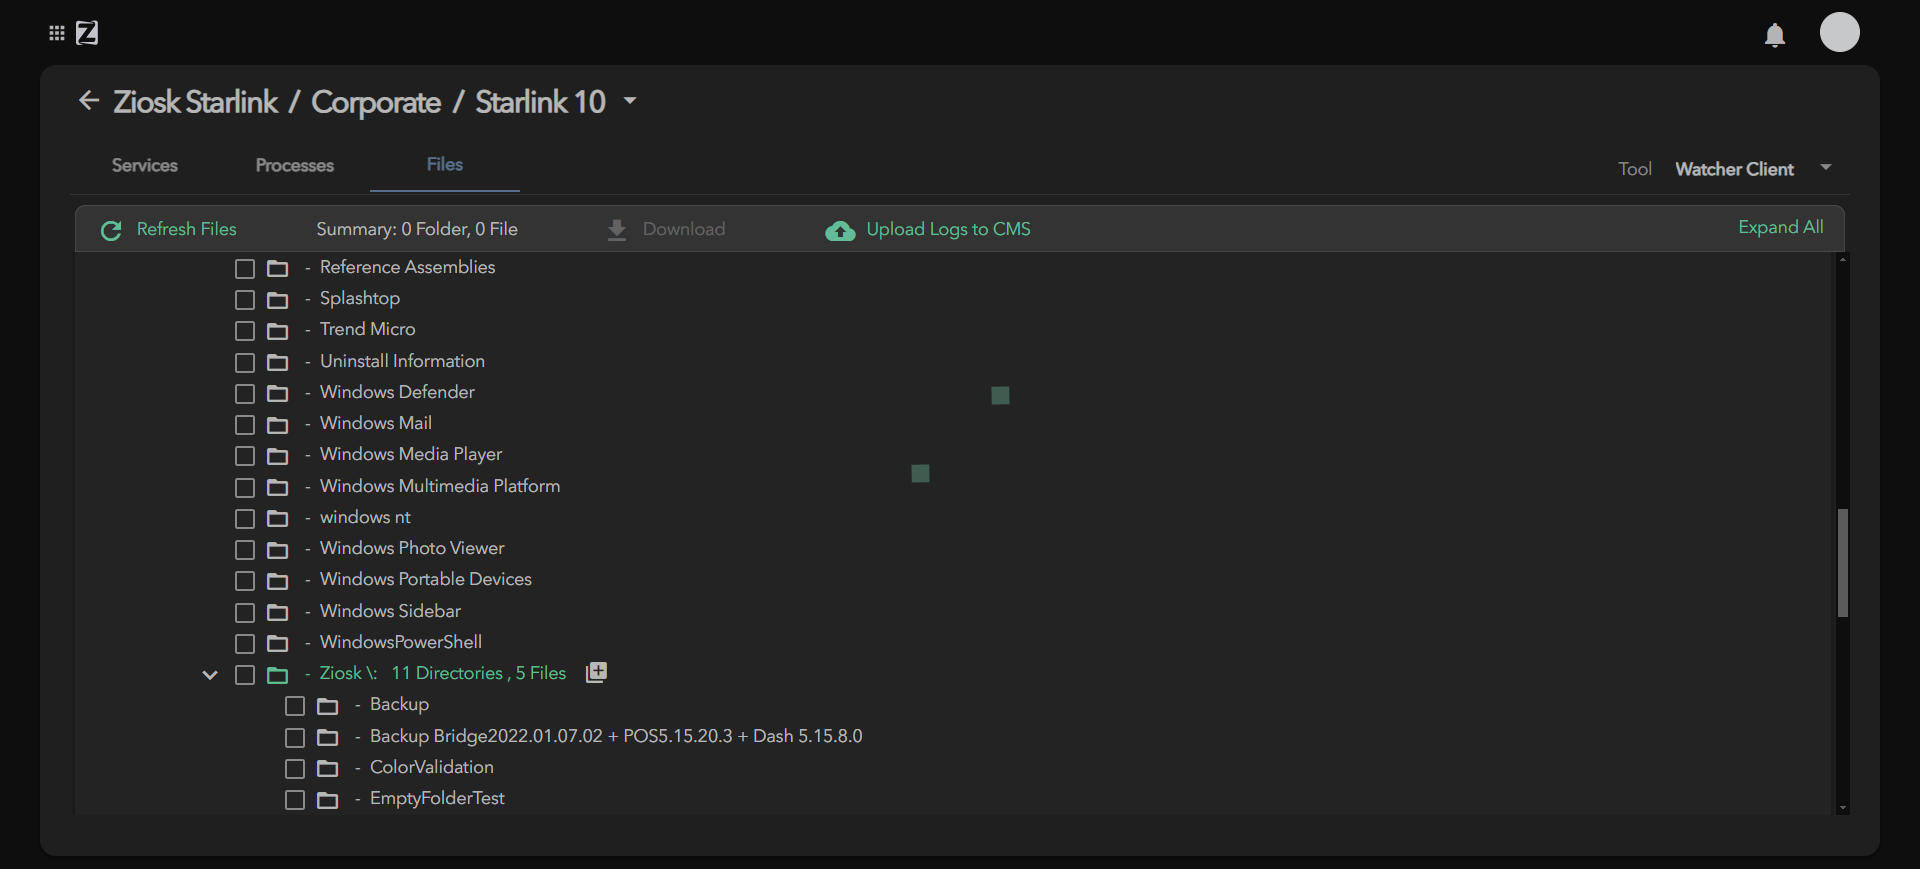 Z
Ziosk Starlink / Corporate / Starlink 10
Services Processes Files Tool Watcher Client
Refresh Files Summary: 0 Folder, 0 File Download Upload Logs to CMS Expand All
- Reference Assemblies
- Splashtop
- Trend Micro
- Uninstall Information
- Windows Defender
- Windows Mail
- Windows Media Player
- Windows Multimedia Platform
- windows nt
- Windows Photo Viewer
- Windows Portable Devices
- Windows Sidebar
- WindowsPowerShell
- Ziosk \: 11 Directories , 5 Files
- Backup
- Backup Bridge2022.01.07.02 + POS5.15.20.3 + Dash 5.15.8.0
- ColorValidation
- EmptyFolderTest